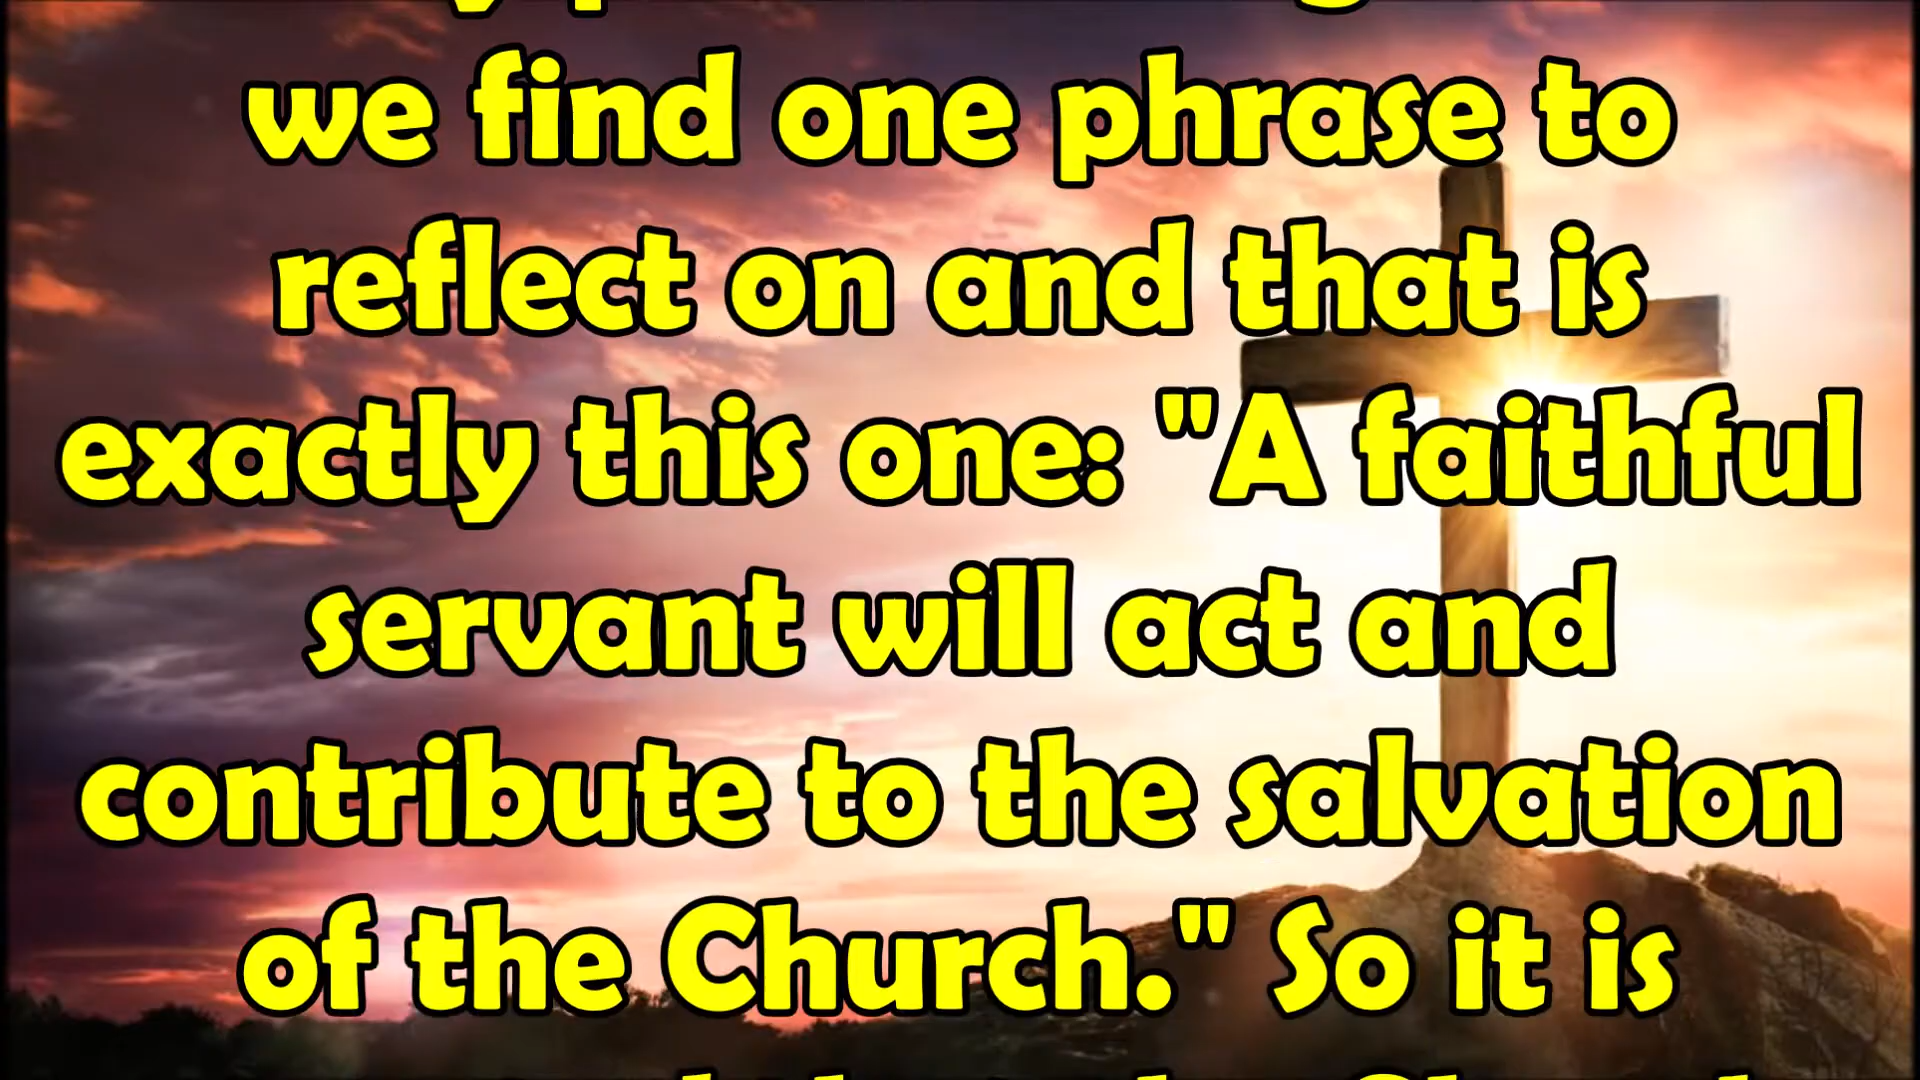 we find one phrase to
reflect on and that is
exactly this one: "A faithful
servant will act and
contribute to the salvation
of the Church." So it is